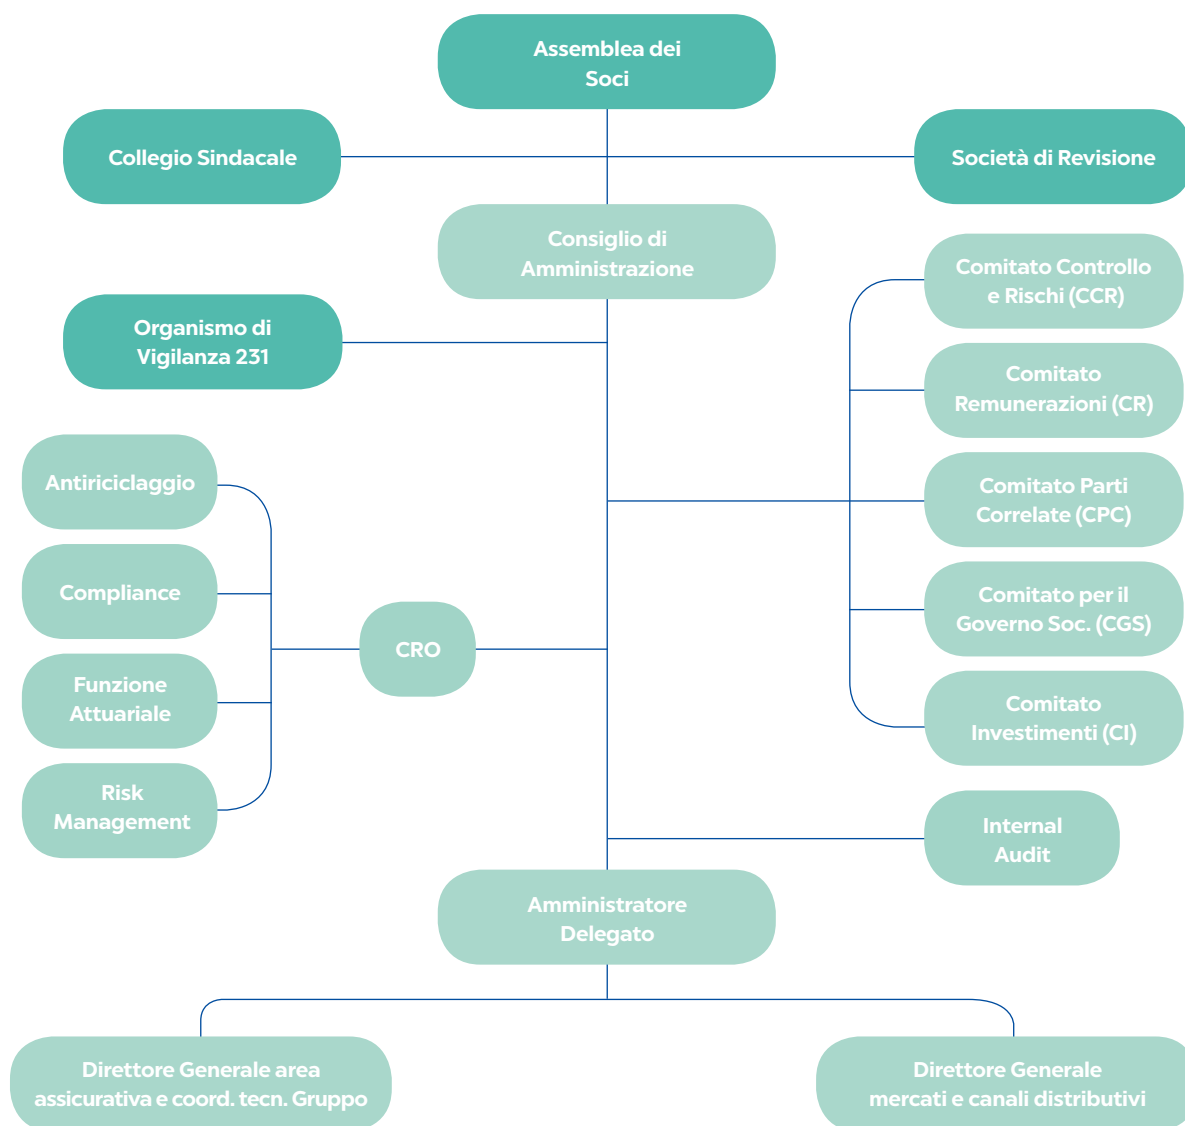 Assemblea dei
Soci
Collegio Sindacale
Società di Revisione
Consiglio di
Amministrazione
Organismo di
Vigilanza 231
Comitato Controllo
e Rischi (CCR)
Comitato
Remunerazioni (CR)
Comitato Parti
Correlate (CPC)
Comitato per il
Governo Soc. (CGS)
Comitato
Investimenti (CI)
Antiriciclaggio
Compliance
Funzione
Attuariale
Risk
Management
CRO
Internal
Audit
Amministratore
Delegato
Direttore Generale area
assicurativa e coord. tecn. Gruppo
Direttore Generale
mercati e canali distributivi